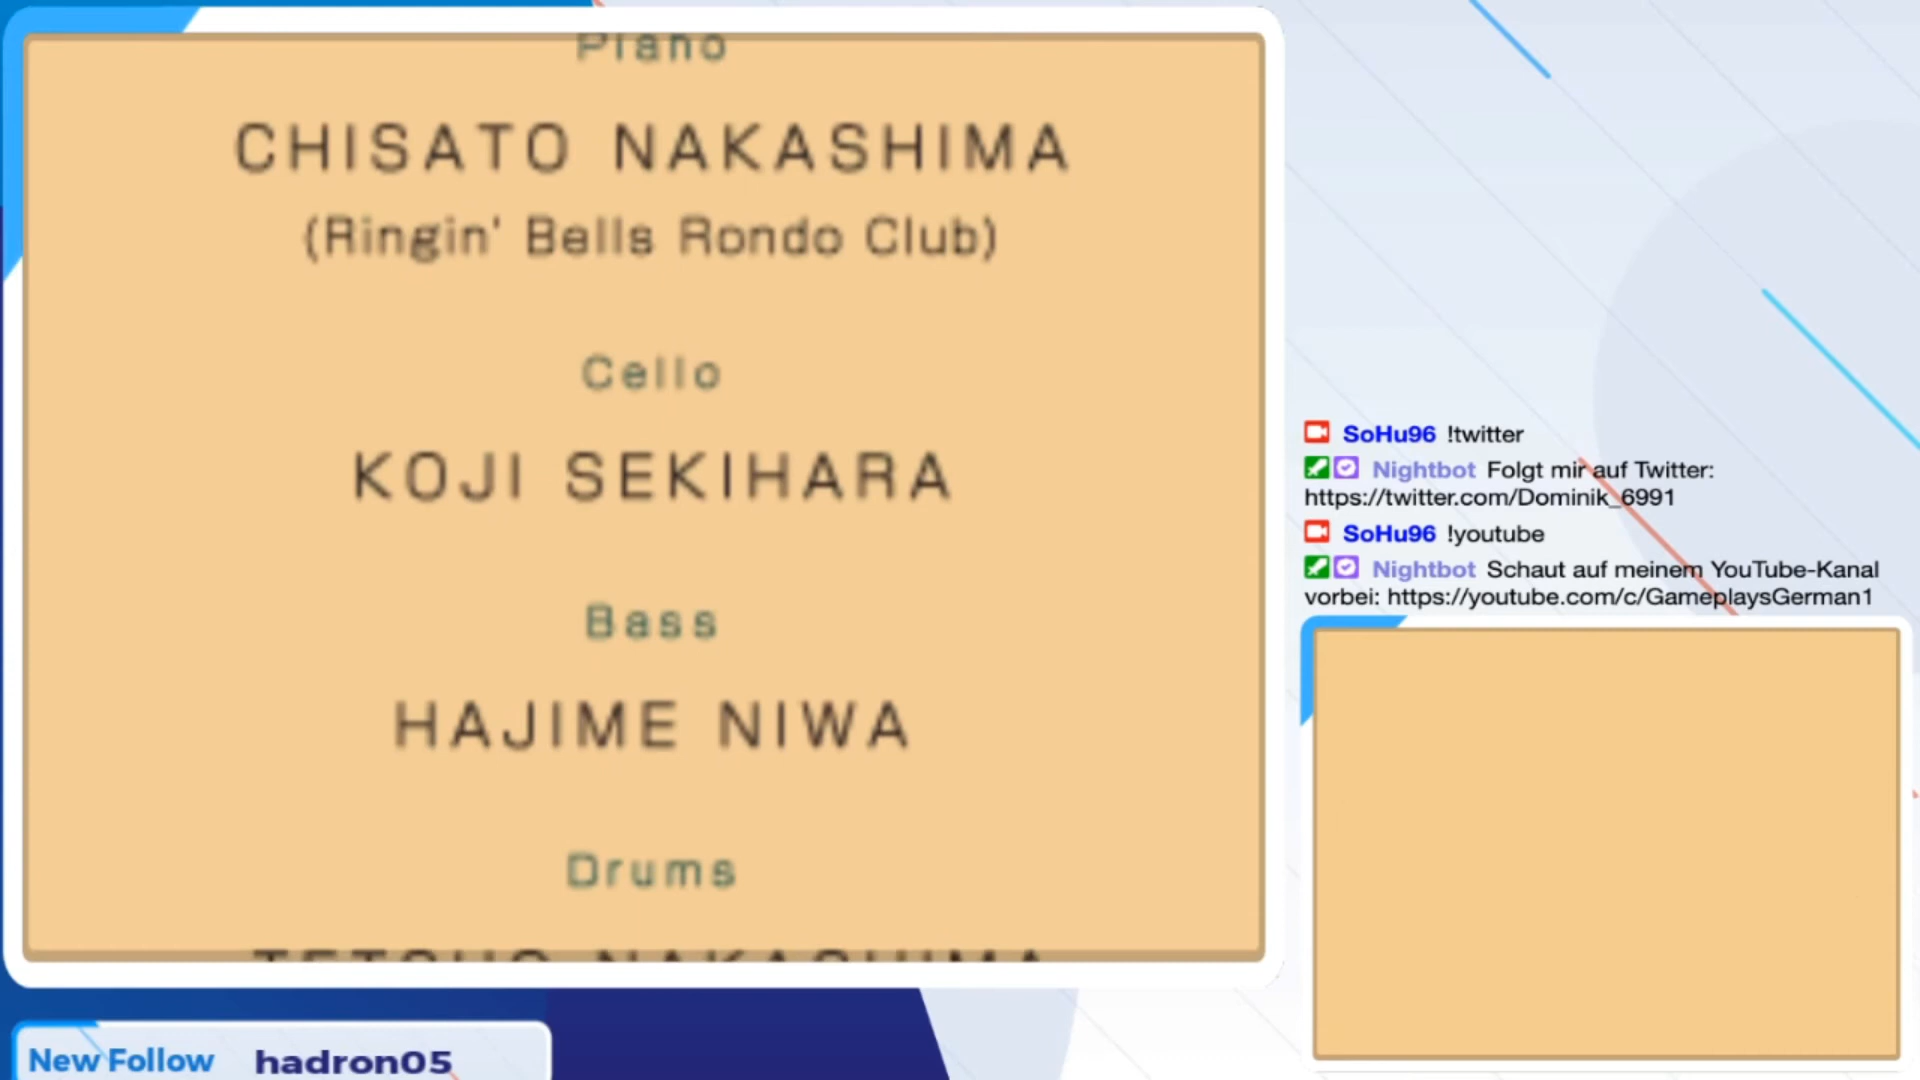 Piano
CHISATO NAKASHIMA
(Ringin' Bells Rondo Club)
Cello
KOJI SEKIHARA
Bass
HAJIME NIWA
Drums
NAKASHIMA
SoHu96 !twitter
Nightbot Folgt mir auf Twitter:
https://twitter.com/Dominik_6991
SoHu96 !youtube
Nightbot Schaut auf meinem YouTube-Kanal
vorbei: https://youtube.com/c/GameplaysGerman1
New Follow hadron05